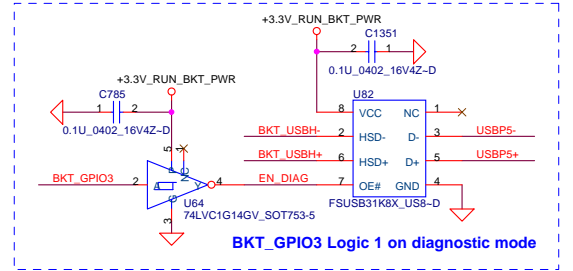 +3.3V_RUN_BKT_PWR
C1351
2 1
0.1U_0402_16V4Z~D
+3.3V_RUN_BKT_PWR
C785
1 2
0.1U_0402_16V4Z~D
U82
8 VCC NC 1
BKT_USBH- 2 HSD- D- 3 USBP5-
BKT_USBH+ 6 HSD+ D+ 5 USBP5+
EN_DIAG 7 OE# GND 4
FSUSB31K8X_US8~D
BKT_GPIO3 2 A Y 4
5 P NC 1
3 G
U64
74LVC1G14GV_SOT753-5
BKT_GPIO3 Logic 1 on diagnostic mode